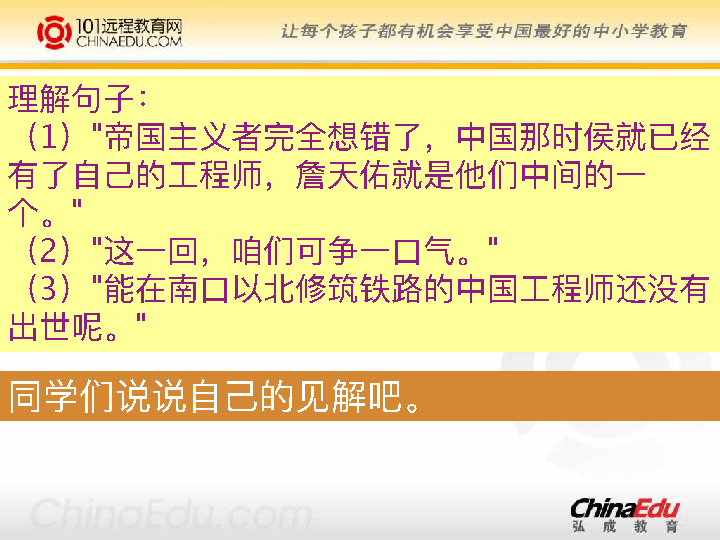 101远程教育网
CHINAEDU.COM
让每个孩子都有机会享受中国最好的中小学教育
理解句子：
（1）"帝国主义者完全想错了，中国那时侯就已经
有了自己的工程师，詹天佑就是他们中间的一
个。"
（2）"这一回，咱们可争一口气。"
（3）"能在南口以北修筑铁路的中国工程师还没有
出世呢。"
同学们说说自己的见解吧。
ChinaEdu.com
ChinaEdu
弘成教育